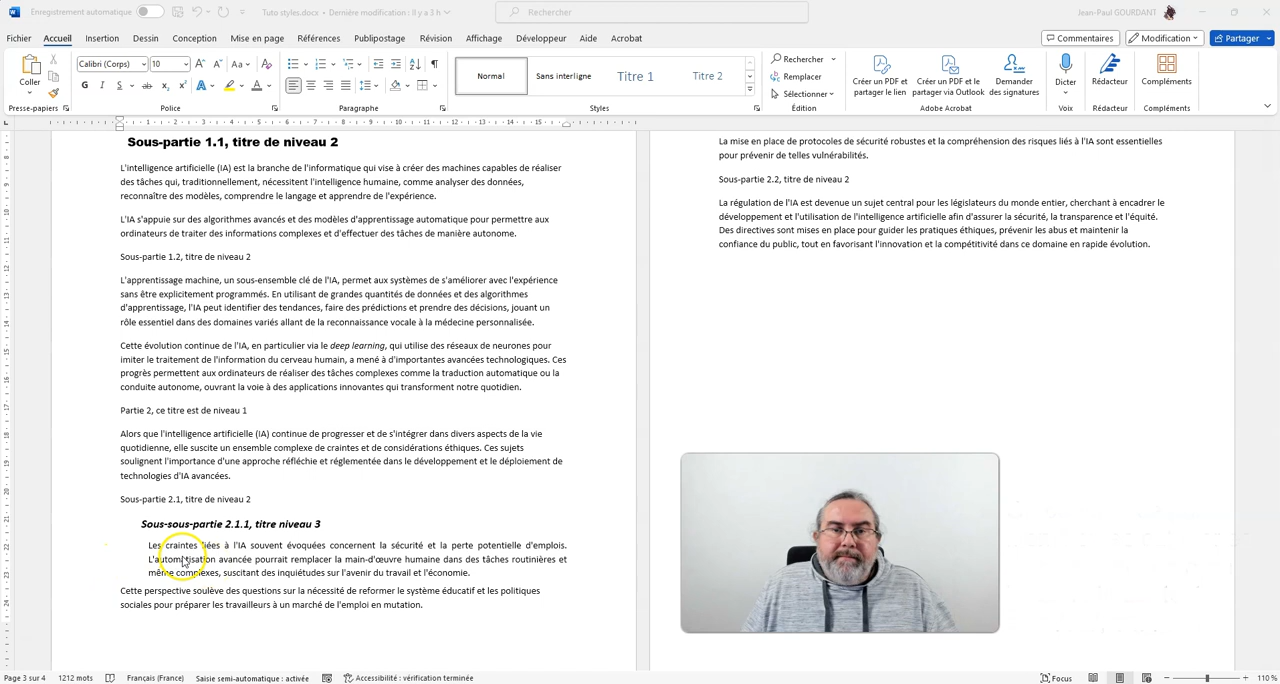 Enregistrement automatique
Tuto styles.docx • Dernière modification : Il y a 3 h
Rechercher
Jean-Paul GOURDANT
Fichier Accueil Insertion Dessin Conception Mise en page Références Publipostage Révision Affichage Développeur Aide Acrobat
Commentaires
Modification
Partager
Coller
Presse-papiers
Calibri (Corps) 10
G I S ab x₂ x² A A
Police
Paragraphe
Normal
Sans interligne
Titre 1
Titre 2
Styles
Rechercher
Remplacer
Sélectionner
Édition
Créer un PDF et
partager le lien
Créer un PDF et le
partager via Outlook
Demander
des signatures
Adobe Acrobat
Dicter
Voix
Rédacteur
Rédacteur
Compléments
Compléments
Sous-partie 1.1, titre de niveau 2
L'intelligence artificielle (IA) est la branche de l'informatique qui vise à créer des machines capables de réaliser
des tâches qui, traditionnellement, nécessitent l'intelligence humaine, comme analyser des données,
reconnaître des modèles, comprendre le langage et apprendre de l'expérience.
L'IA s'appuie sur des algorithmes avancés et des modèles d'apprentissage automatique pour permettre aux
ordinateurs de traiter des informations complexes et d'effectuer des tâches de manière autonome.
Sous-partie 1.2, titre de niveau 2
L'apprentissage machine, un sous-ensemble clé de l'IA, permet aux systèmes de s'améliorer avec l'expérience
sans être explicitement programmés. En utilisant de grandes quantités de données et des algorithmes
d'apprentissage, l'IA peut identifier des tendances, faire des prédictions et prendre des décisions, jouant un
rôle essentiel dans des domaines variés allant de la reconnaissance vocale à la médecine personnalisée.
Cette évolution continue de l'IA, en particulier via le deep learning, qui utilise des réseaux de neurones pour
imiter le traitement de l'information du cerveau humain, a mené à d'importantes avancées technologiques. Ces
progrès permettent aux ordinateurs de réaliser des tâches complexes comme la traduction automatique ou la
conduite autonome, ouvrant la voie à des applications innovantes qui transforment notre quotidien.
Partie 2, ce titre est de niveau 1
Alors que l'intelligence artificielle (IA) continue de progresser et de s'intégrer dans divers aspects de la vie
quotidienne, elle suscite un ensemble complexe de craintes et de considérations éthiques. Ces sujets
soulignent l'importance d'une approche réfléchie et réglementée dans le développement et le déploiement de
technologies d'IA avancées.
Sous-partie 2.1, titre de niveau 2
Sous-sous-partie 2.1.1, titre niveau 3
Les craintes liées à l'IA souvent évoquées concernent la sécurité et la perte potentielle d'emplois.
L'automatisation avancée pourrait remplacer la main-d'œuvre humaine dans des tâches routinières et
même complexes, suscitant des inquiétudes sur l'avenir du travail et l'économie.
Cette perspective soulève des questions sur la nécessité de reformer le système éducatif et les politiques
sociales pour préparer les travailleurs à un marché de l'emploi en mutation.
La mise en place de protocoles de sécurité robustes et la compréhension des risques liés à l'IA sont essentielles
pour prévenir de telles vulnérabilités.
Sous-partie 2.2, titre de niveau 2
La régulation de l'IA est devenue un sujet central pour les législateurs du monde entier, cherchant à encadrer le
développement et l'utilisation de l'intelligence artificielle afin d'assurer la sécurité, la transparence et l'équité.
Des directives sont mises en place pour guider les pratiques éthiques, prévenir les abus et maintenir la
confiance du public, tout en favorisant l'innovation et la compétitivité dans ce domaine en rapide évolution.
Page 3 sur 4 1212 mots Français (France) Saisie semi-automatique : activée Accessibilité : vérification terminée
Focus
110 %